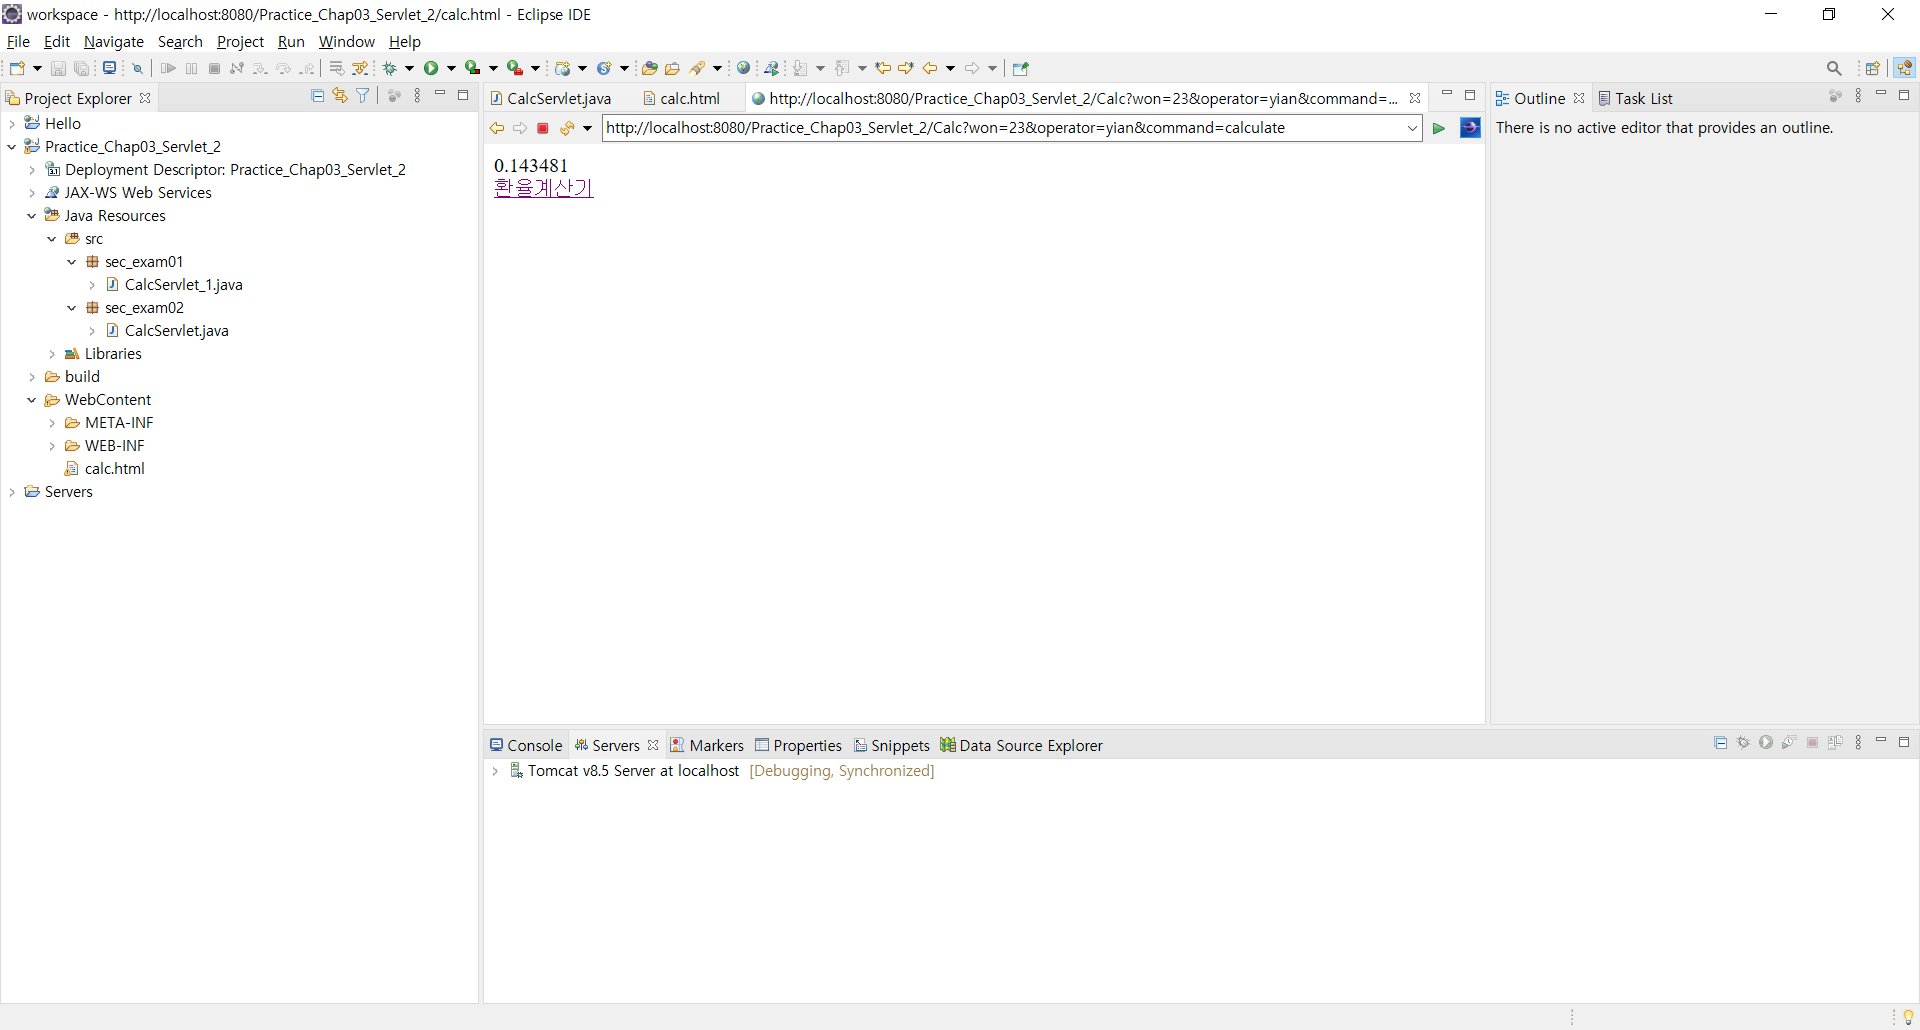 workspace - http://localhost:8080/Practice_Chap03_Servlet_2/calc.html - Eclipse IDE
File Edit Navigate Search Project Run Window Help
Project Explorer
Hello
Practice_Chap03_Servlet_2
Deployment Descriptor: Practice_Chap03_Servlet_2
JAX-WS Web Services
Java Resources
src
sec_exam01
CalcServlet_1.java
sec_exam02
CalcServlet.java
Libraries
build
WebContent
META-INF
WEB-INF
calc.html
Servers
CalcServlet.java calc.html http://localhost:8080/Practice_Chap03_Servlet_2/Calc?won=23&operator=yian&command=...
http://localhost:8080/Practice_Chap03_Servlet_2/Calc?won=23&operator=yian&command=calculate
0.143481
환율계산기
Outline Task List
There is no active editor that provides an outline.
Console Servers Markers Properties Snippets Data Source Explorer
Tomcat v8.5 Server at localhost [Debugging, Synchronized]